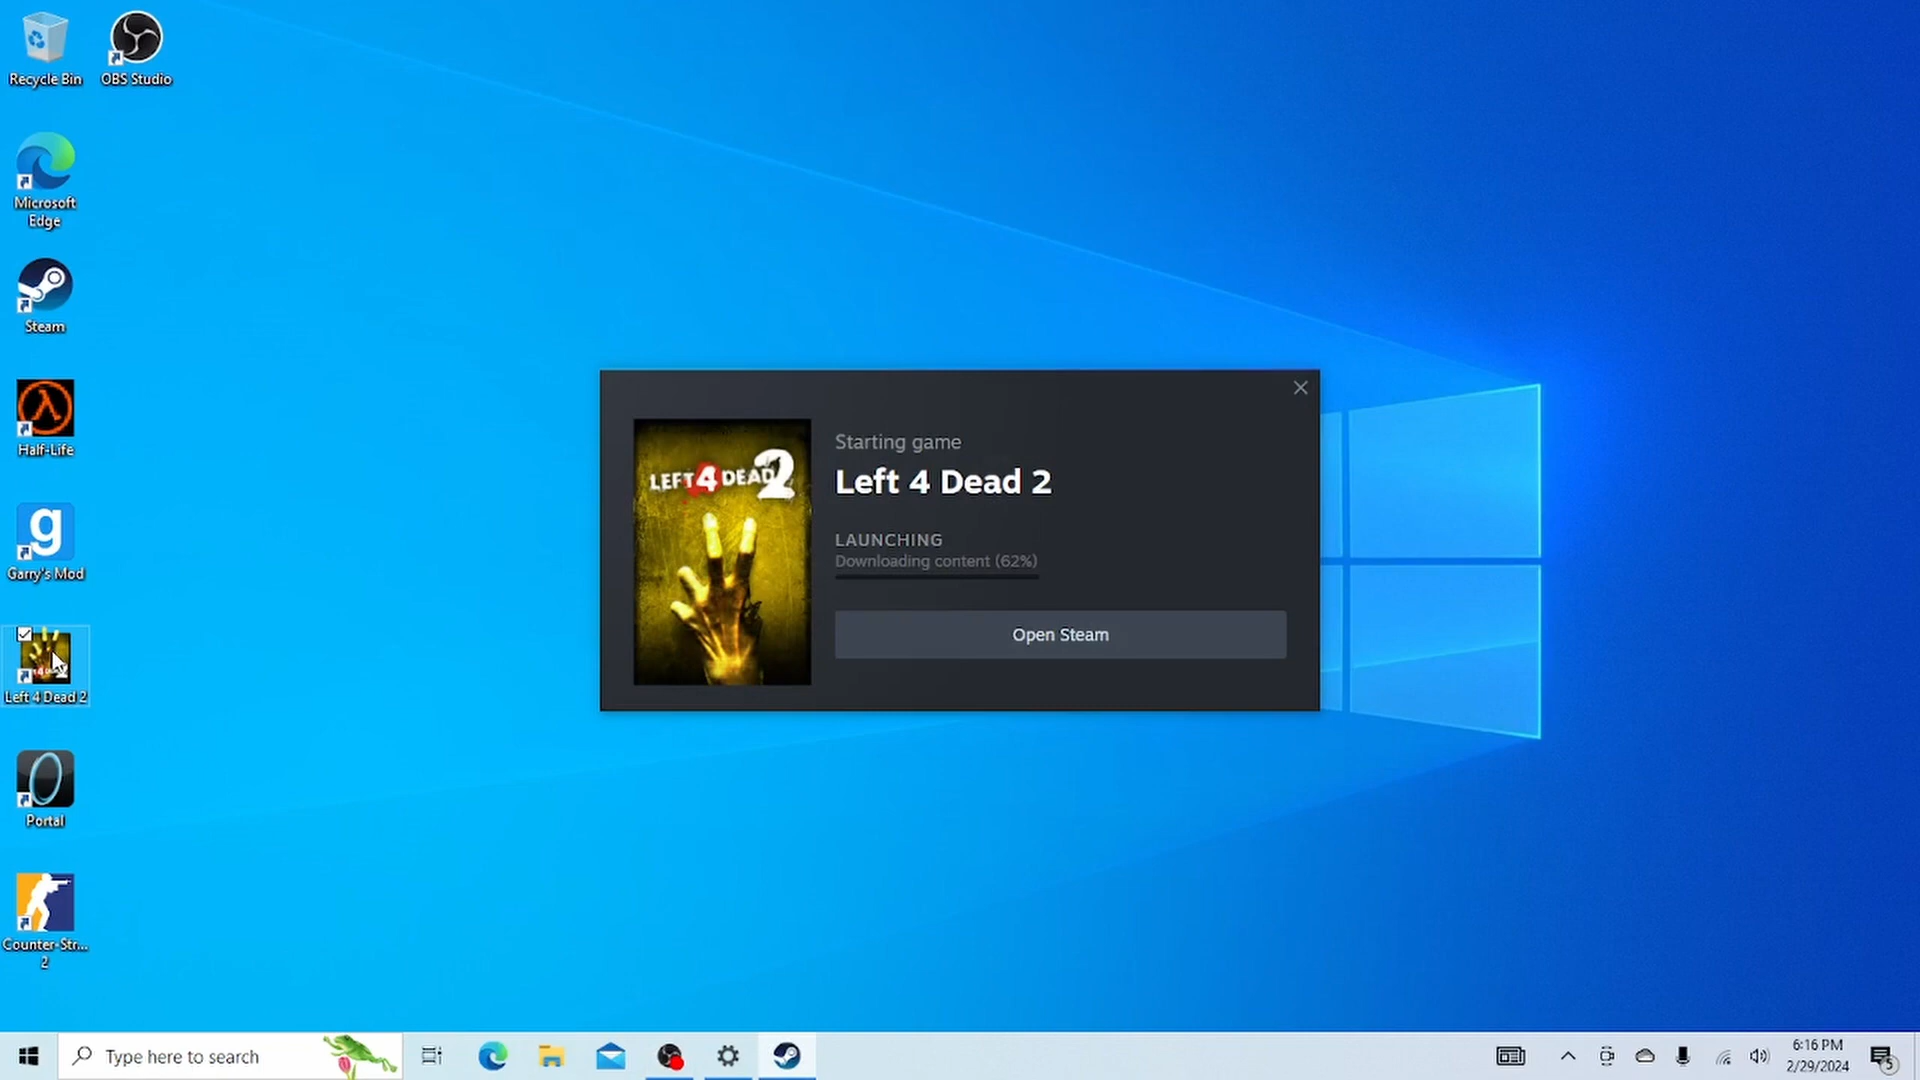 Recycle Bin
OBS Studio
Microsoft
Edge
Steam
Half-Life
g
Garry's Mod
Left 4 Dead 2
Portal
Counter-Str...
2
LEFT 4 DEAD 2
Starting game
Left 4 Dead 2
LAUNCHING
Downloading content (62%)
Open Steam
Type here to search
6:16 PM
2/29/2024
5